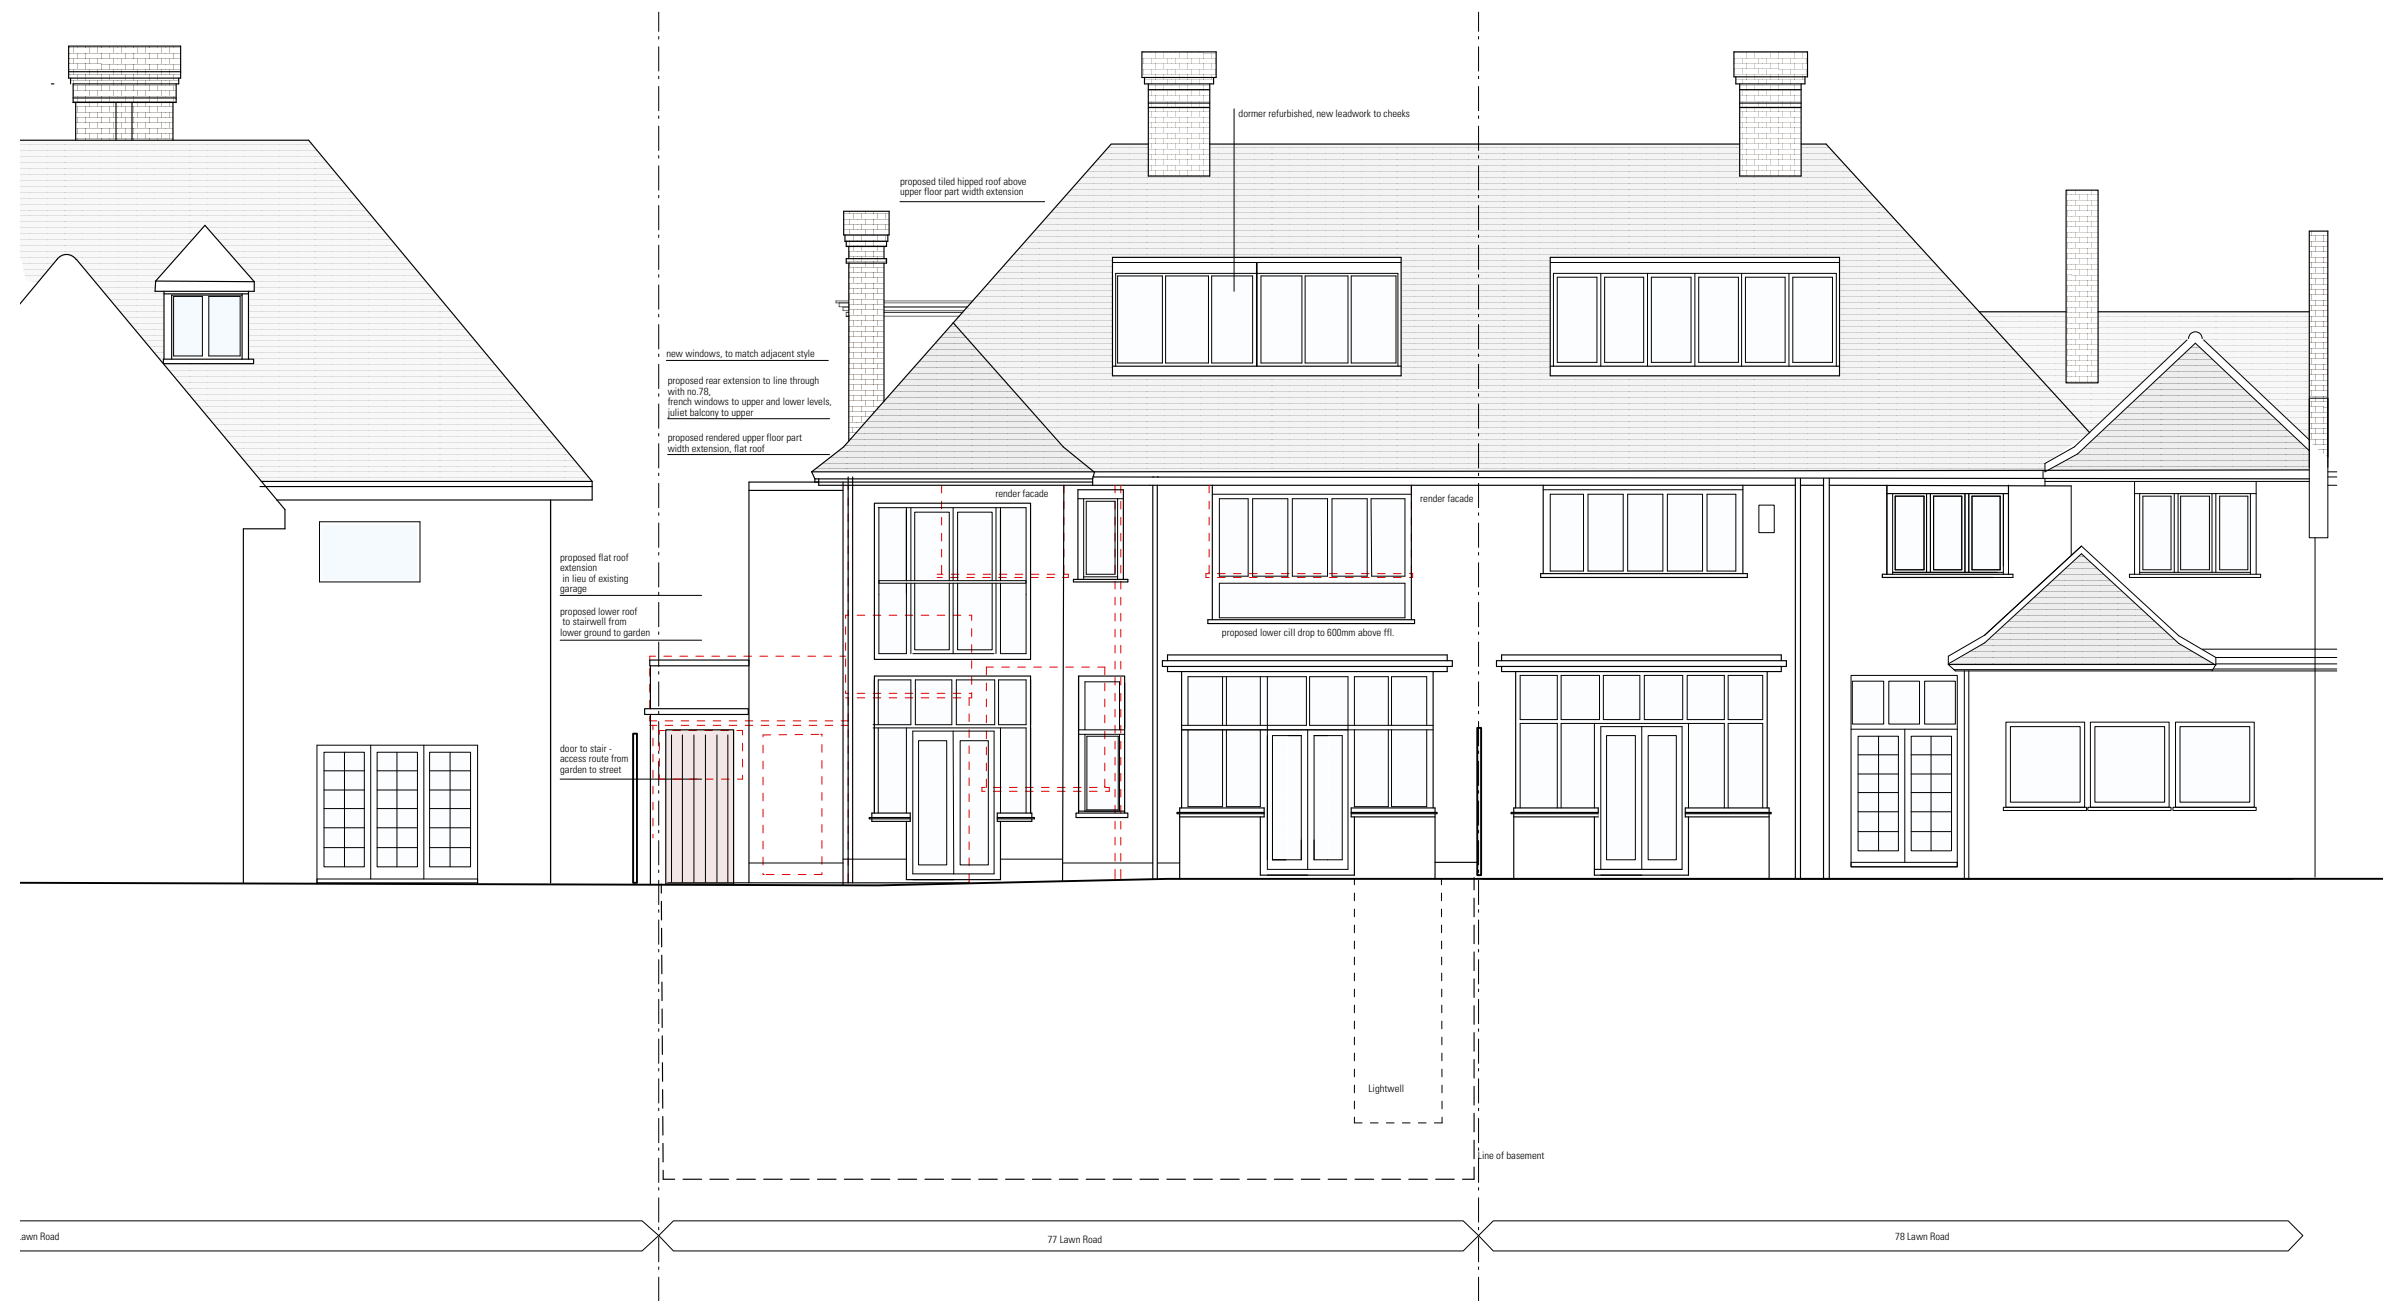 dormer refurbished, new leadwork to cheeks
proposed tiled hipped roof above
upper floor part width extension
new windows, to match adjacent style
proposed rear extension to line through
with no.78,
french windows to upper and lower levels,
juliet balcony to upper
proposed rendered upper floor part
width extension, flat roof
render facade
render facade
proposed flat roof
extension
in lieu of existing
garage
proposed lower roof
to stairwell from
lower ground to garden
proposed lower cill drop to 600mm above ffl.
door to stair -
access route from
garden to street
Lightwell
Line of basement
awn Road
77 Lawn Road
78 Lawn Road